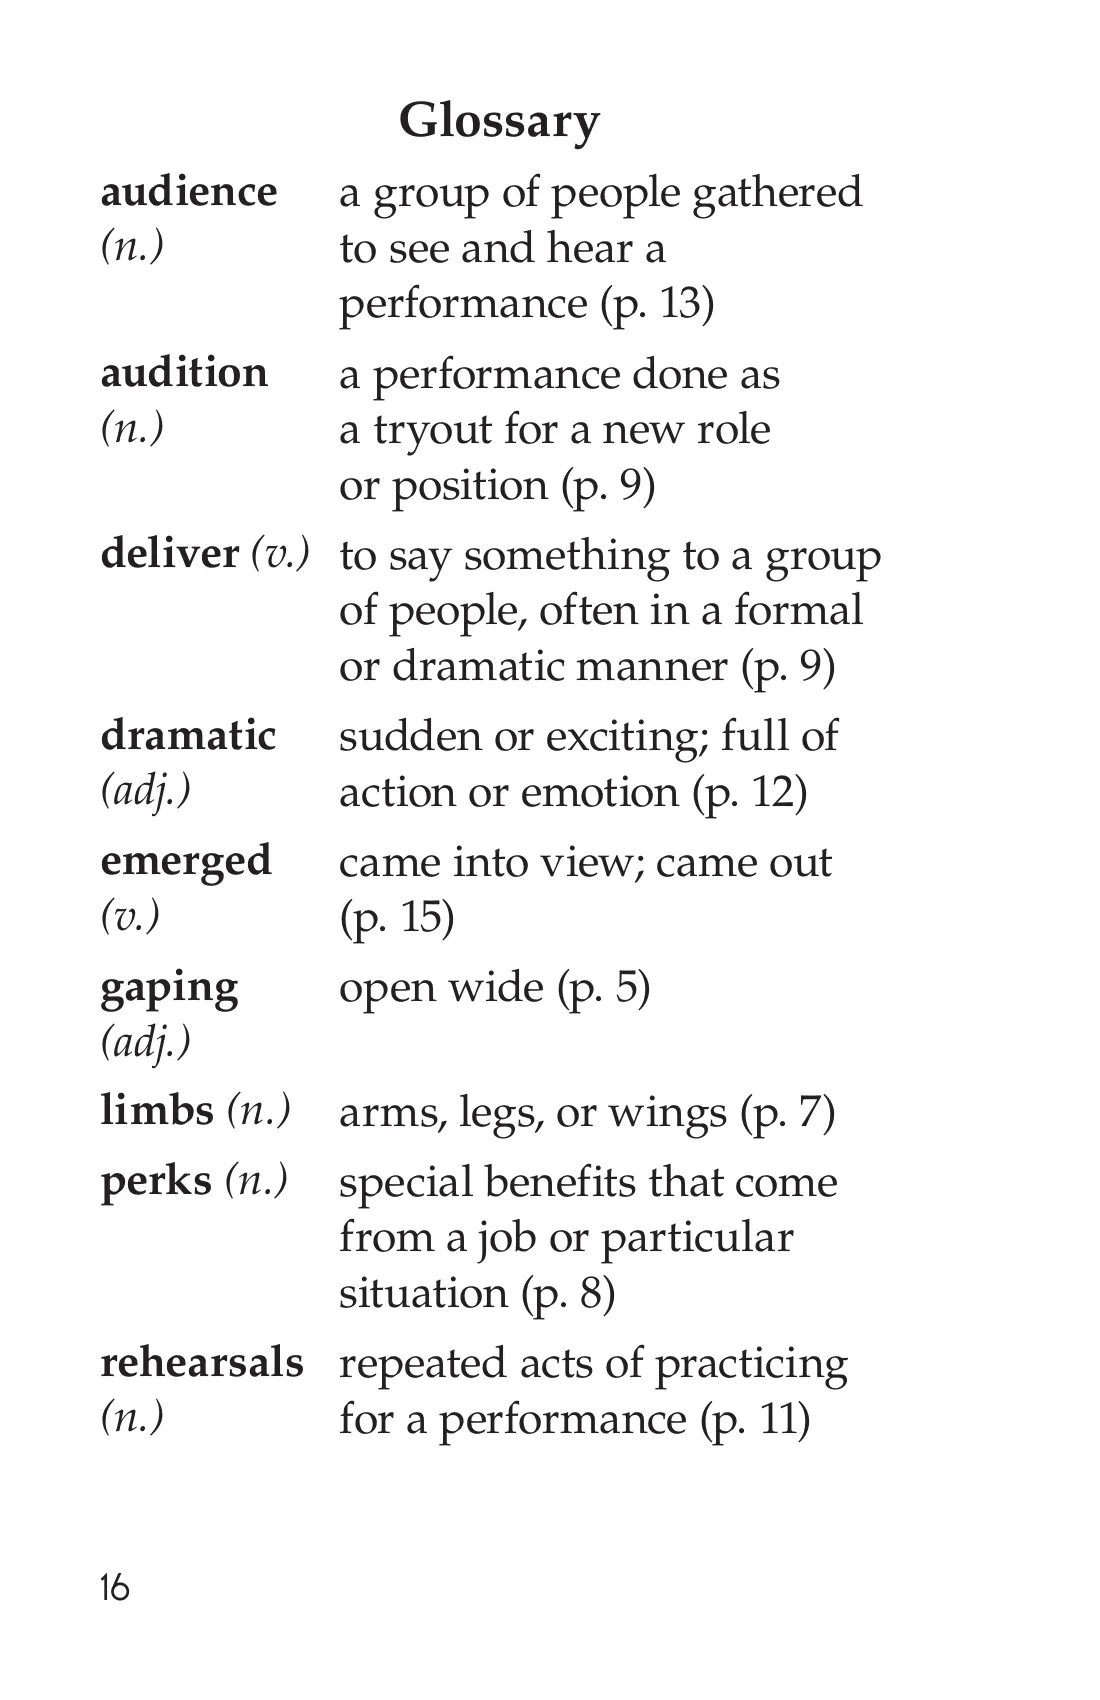 Glossary
audience a group of people gathered
(n.) to see and hear a
performance (p. 13)
audition a performance done as
(n.) a tryout for a new role
or position (p. 9)
deliver (v.) to say something to a group
of people, often in a formal
or dramatic manner (p. 9)
dramatic sudden or exciting; full of
(adj.) action or emotion (p. 12)
emerged came into view; came out
(v.) (p. 15)
gaping open wide (p. 5)
(adj.)
limbs (n.) arms, legs, or wings (p. 7)
perks (n.) special benefits that come
from a job or particular
situation (p. 8)
rehearsals repeated acts of practicing
(n.) for a performance (p. 11)
16